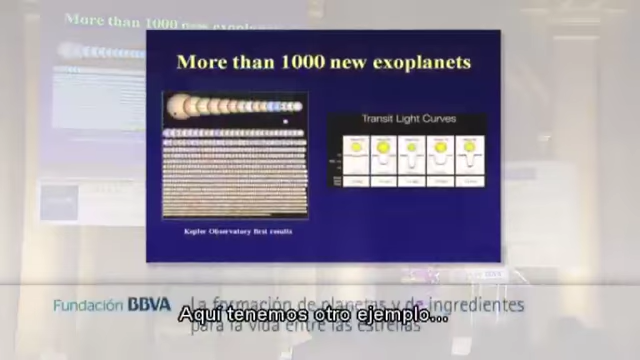 More than 1000 new exoplanets
More than 1000 new exoplanets
Transit Light Curves
Kepler Observatory first results
Fundación BBVA
La formación de planetas y de ingredientes
para la vida entre las estrellas
Aquí tenemos otro ejemplo...